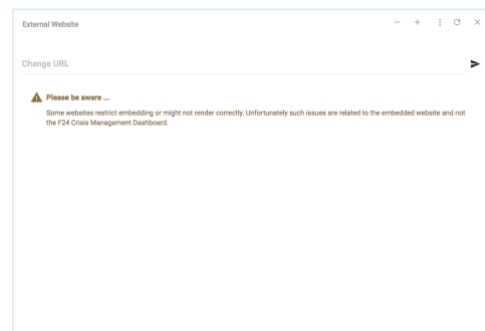 External Website
Change URL
Please be aware ...
Some websites restrict embedding or might not render correctly. Unfortunately such issues are related to the embedded website and not
the F24 Crisis Management Dashboard.